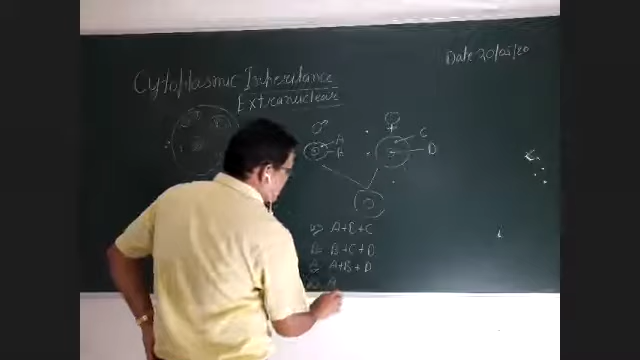 Date 20/05/20
Cytoplasmic Inheritance
Extranuclear
♂ ♀
A
B
C
D
A+B+C
B+C+D
A+B+D
A